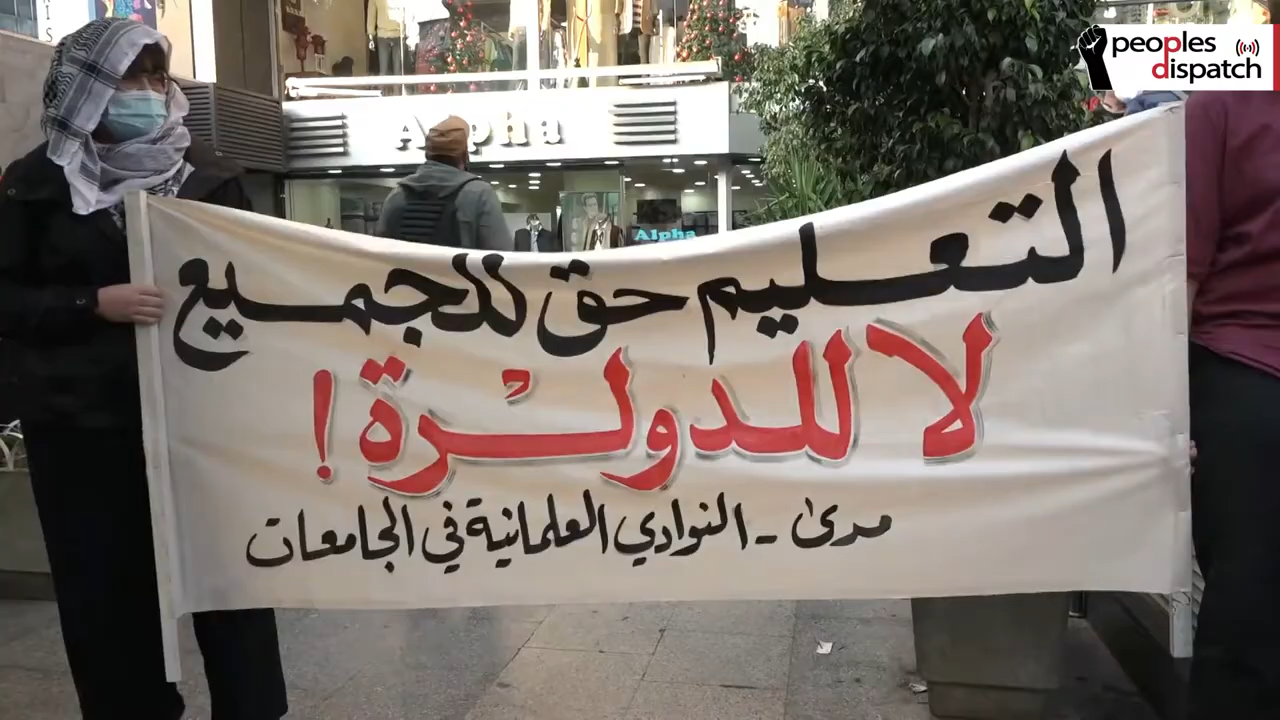 peoples
dispatch
Alpha
Alpha
التعليم حق للجميع
لا للدولرة!
مدى - النوادي العلمانية في الجامعات